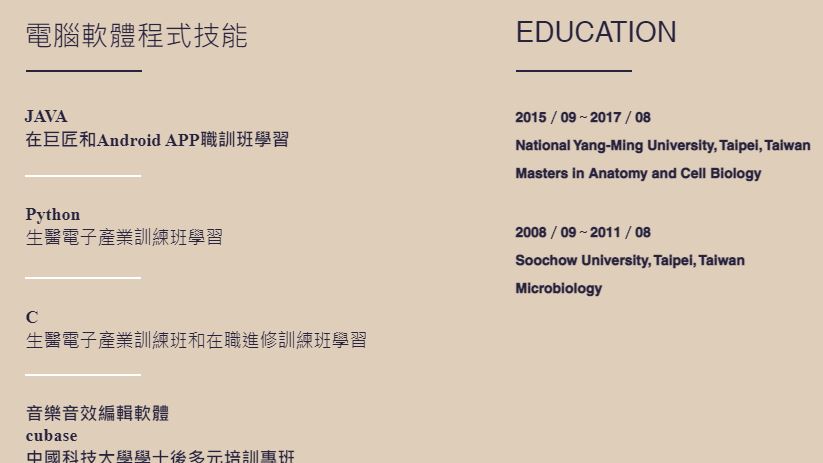 電腦軟體程式技能
JAVA
在巨匠和Android APP職訓班學習
Python
生醫電子產業訓練班學習
C
生醫電子產業訓練班和在職進修訓練班學習
音樂音效編輯軟體
cubase
中國科技大學學士後多元培訓專班
EDUCATION
2015 / 09 ~ 2017 / 08
National Yang-Ming University, Taipei, Taiwan
Masters in Anatomy and Cell Biology
2008 / 09 ~ 2011 / 08
Soochow University, Taipei, Taiwan
Microbiology